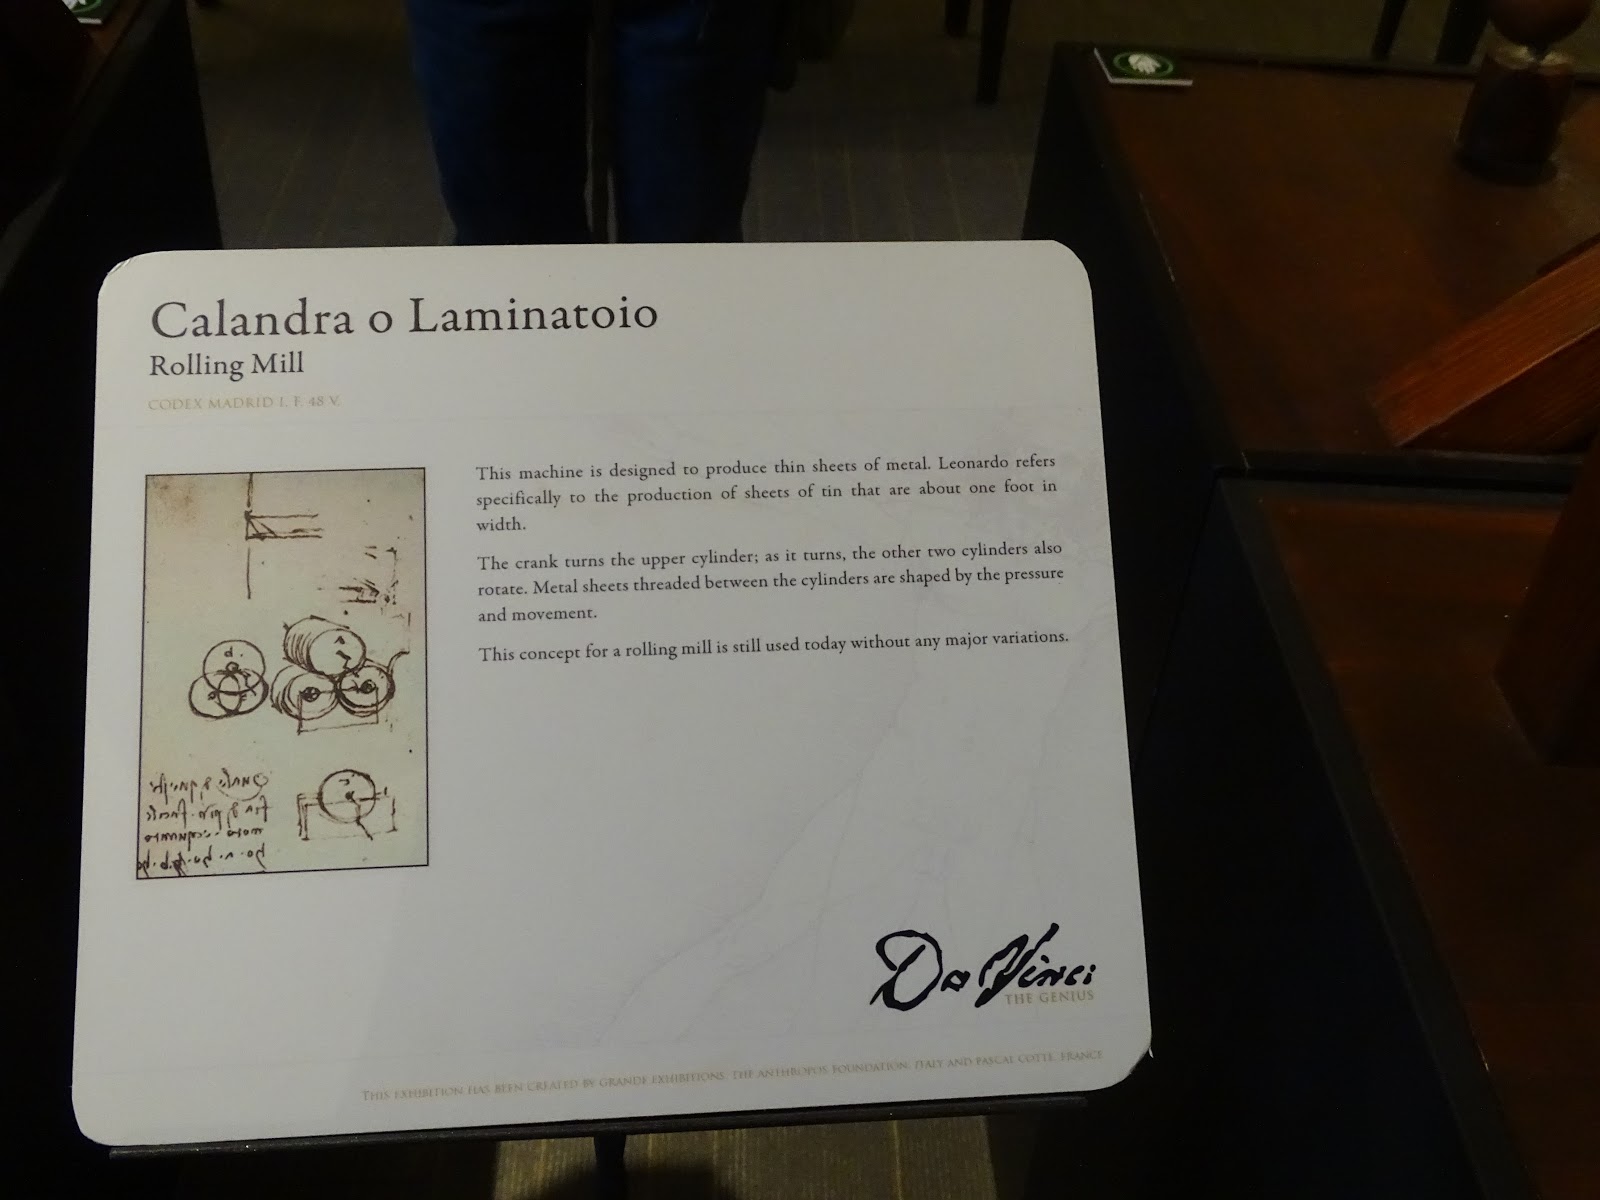 Calandra o Laminatoio
Rolling Mill
CODEX MADRID I, F. 48 V.
This machine is designed to produce thin sheets of metal. Leonardo refers
specifically to the production of sheets of tin that are about one foot in
width.
The crank turns the upper cylinder; as it turns, the other two cylinders also
rotate. Metal sheets threaded between the cylinders are shaped by the pressure
and movement.
This concept for a rolling mill is still used today without any major variations.
Da Vinci
THE GENIUS
THIS EXHIBITION HAS BEEN CREATED BY GRANDE EXHIBITIONS, THE ANTHROPOS FOUNDATION, ITALY AND PASCAL COTTE, FRANCE